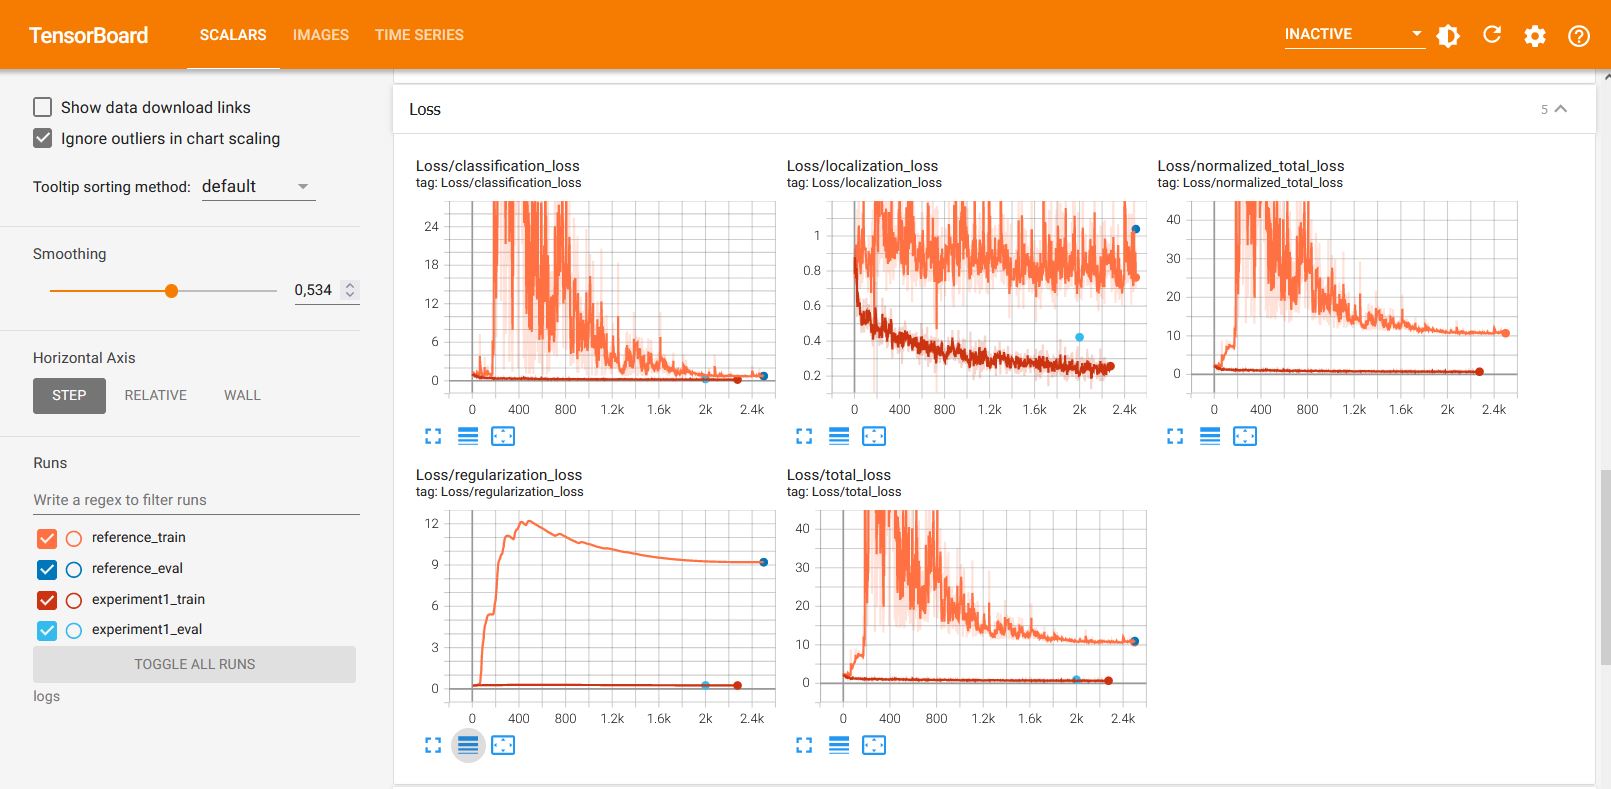 TensorBoard
SCALARS IMAGES TIME SERIES
INACTIVE
Show data download links
Ignore outliers in chart scaling
Tooltip sorting method: default
Smoothing
0,534
Horizontal Axis
STEP RELATIVE WALL
Runs
Write a regex to filter runs
reference_train
reference_eval
experiment1_train
experiment1_eval
TOGGLE ALL RUNS
logs
Loss
5
Loss/classification_loss
tag: Loss/classification_loss
24
18
12
6
0
0 400 800 1.2k 1.6k 2k 2.4k
Loss/localization_loss
tag: Loss/localization_loss
1
0.8
0.6
0.4
0.2
0 400 800 1.2k 1.6k 2k 2.4k
Loss/normalized_total_loss
tag: Loss/normalized_total_loss
40
30
20
10
0
0 400 800 1.2k 1.6k 2k 2.4k
Loss/regularization_loss
tag: Loss/regularization_loss
12
9
6
3
0
0 400 800 1.2k 1.6k 2k 2.4k
Loss/total_loss
tag: Loss/total_loss
40
30
20
10
0
0 400 800 1.2k 1.6k 2k 2.4k